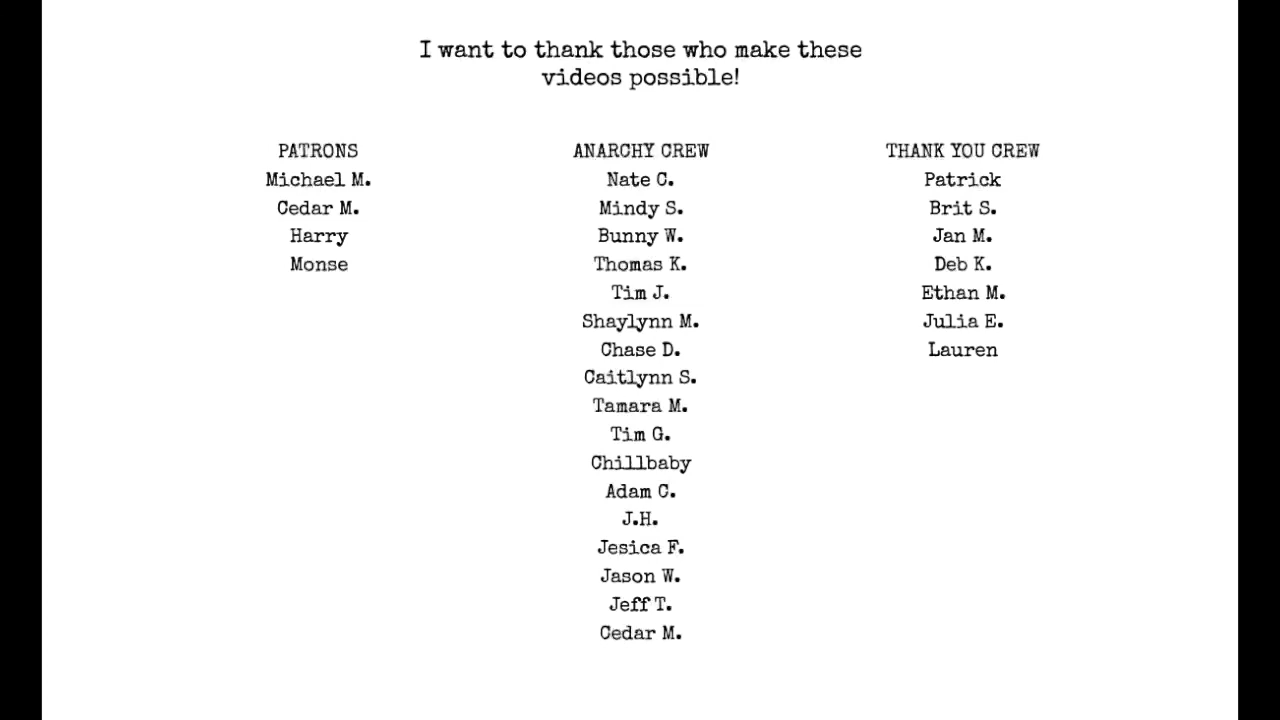 I want to thank those who make these
videos possible!
PATRONS
Michael M.
Cedar M.
Harry
Monse
ANARCHY CREW
Nate C.
Mindy S.
Bunny W.
Thomas K.
Tim J.
Shaylynn M.
Chase D.
Caitlynn S.
Tamara M.
Tim G.
Chillbaby
Adam C.
J.H.
Jesica F.
Jason W.
Jeff T.
Cedar M.
THANK YOU CREW
Patrick
Brit S.
Jan M.
Deb K.
Ethan M.
Julia E.
Lauren